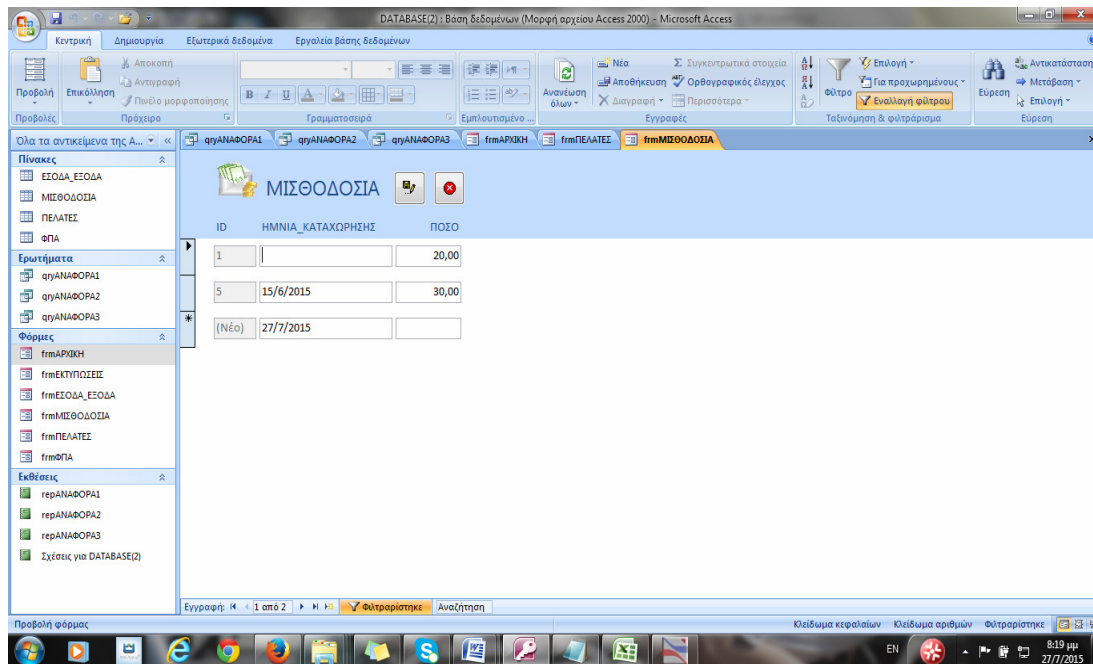 DATABASE(2) : Βάση δεδομένων (Μορφή αρχείου Access 2000) - Microsoft Access
Κεντρική Δημιουργία Εξωτερικά δεδομένα Εργαλεία βάσης δεδομένων
Προβολή
Προβολές
Επικόλληση
Αποκοπή
Αντιγραφή
Πινέλο μορφοποίησης
Πρόχειρο
B I U A
Γραμματοσειρά
Εμπλουτισμένο ...
Ανανέωση όλων
Νέα
Αποθήκευση
Διαγραφή
Συγκεντρωτικά στοιχεία
Ορθογραφικός έλεγχος
Περισσότερα
Εγγραφές
Φίλτρο
Επιλογή
Για προχωρημένους
Εναλλαγή φίλτρου
Ταξινόμηση & φιλτράρισμα
Εύρεση
Αντικατάσταση
Μετάβαση
Επιλογή
Εύρεση
Όλα τα αντικείμενα της Α...
Πίνακες
ΕΣΟΔΑ_ΕΞΟΔΑ
ΜΙΣΘΟΔΟΣΙΑ
ΠΕΛΑΤΕΣ
ΦΠΑ
Ερωτήματα
qryΑΝΑΦΟΡΑ1
qryΑΝΑΦΟΡΑ2
qryΑΝΑΦΟΡΑ3
Φόρμες
frmΑΡΧΙΚΗ
frmΕΚΤΥΠΩΣΕΙΣ
frmΕΣΟΔΑ_ΕΞΟΔΑ
frmΜΙΣΘΟΔΟΣΙΑ
frmΠΕΛΑΤΕΣ
frmΦΠΑ
Εκθέσεις
repΑΝΑΦΟΡΑ1
repΑΝΑΦΟΡΑ2
repΑΝΑΦΟΡΑ3
Σχέσεις για DATABASE(2)
qryΑΝΑΦΟΡΑ1 qryΑΝΑΦΟΡΑ2 qryΑΝΑΦΟΡΑ3 frmΑΡΧΙΚΗ frmΠΕΛΑΤΕΣ frmΜΙΣΘΟΔΟΣΙΑ
ΜΙΣΘΟΔΟΣΙΑ
ID ΗΜΝΙΑ_ΚΑΤΑΧΩΡΗΣΗΣ ΠΟΣΟ
1 20,00
5 15/6/2015 30,00
(Νέο) 27/7/2015
Εγγραφή: 1 από 2 Φιλτραρίστηκε Αναζήτηση
Προβολή φόρμας
Κλείδωμα κεφαλαίων Κλείδωμα αριθμών Φιλτραρίστηκε
EN
8:19 μμ
27/7/2015